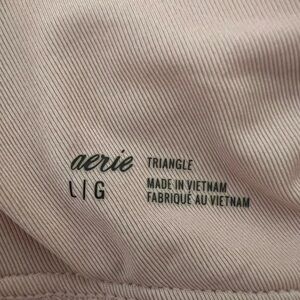 aerie TRIANGLE
L|G MADE IN VIETNAM
FABRIQUÉ AU VIETNAM